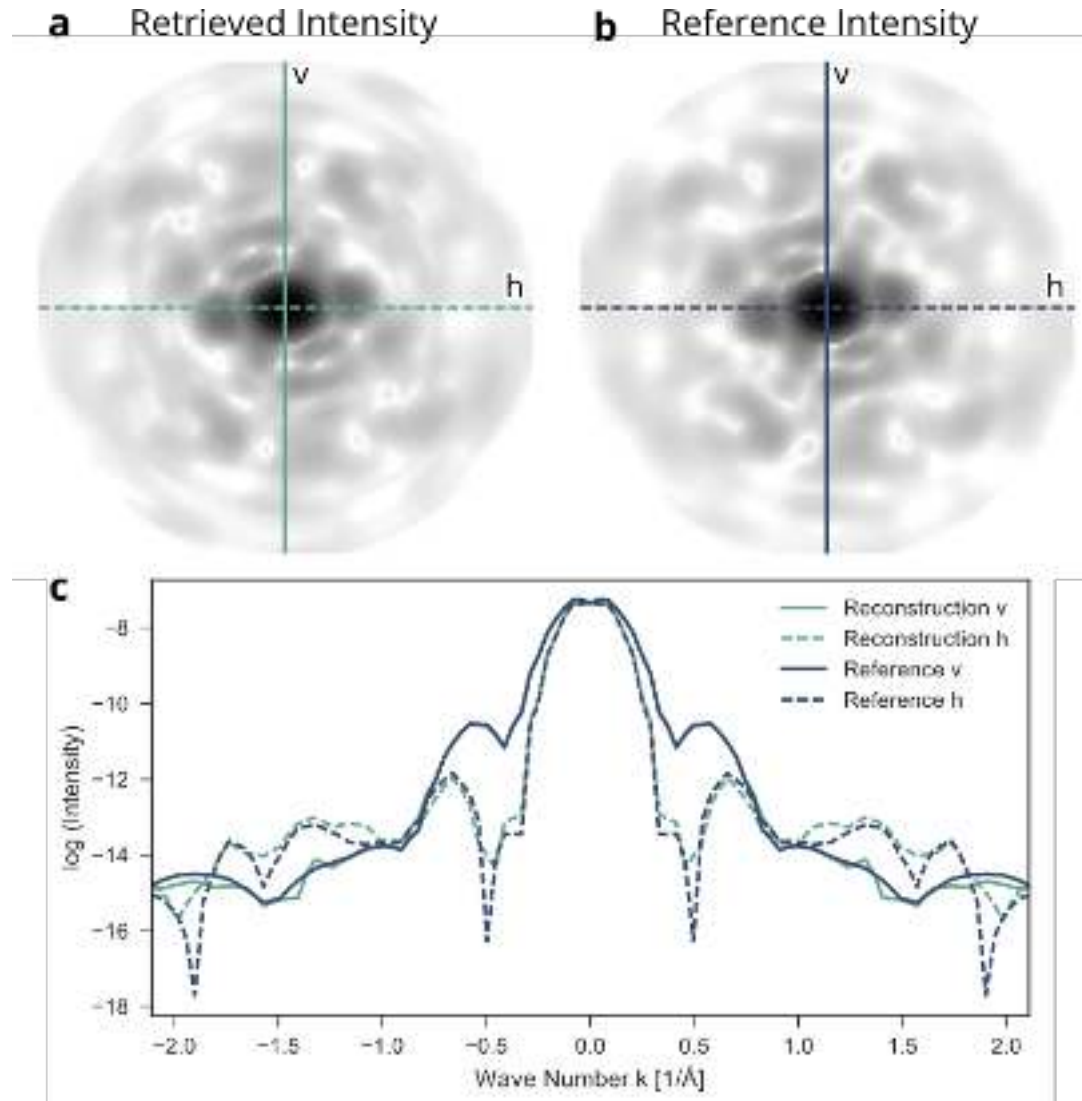 a Retrieved Intensity
b Reference Intensity
v
v
h
h
c
Reconstruction v
Reconstruction h
Reference v
Reference h
−8
−10
−12
−14
−16
−18
log (Intensity)
−2.0 −1.5 −1.0 −0.5 0.0 0.5 1.0 1.5 2.0
Wave Number k [1/Å]